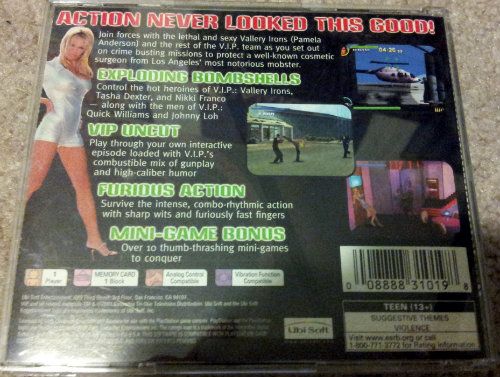 ACTION NEVER LOOKED THIS GOOD!
Join forces with the lethal and sexy Vallery Irons (Pamela
Anderson) and the rest of the V.I.P. team as you set out
on crime busting missions to protect a well-known cosmetic
surgeon from Los Angeles' most notorious mobster.
EXPLODING BOMBSHELLS
Control the hot heroines of V.I.P.: Vallery Irons,
Tasha Dexter, and Nikki Franco
— along with the men of V.I.P.:
Quick Williams and Johnny Loh
VIP UNCUT
Play through your own interactive
episode loaded with V.I.P.'s
combustible mix of gunplay
and high-caliber humor
FURIOUS ACTION
Survive the intense, combo-rhythmic action
with sharp wits and furiously fast fingers
MINI-GAME BONUS
Over 10 thumb-thrashing mini-games
to conquer
1
Player
MEMORY CARD
1 Block
Analog Control
Compatible
Vibration Function
Compatible
Ubi Soft
0 08888 31019 8
TEEN (13+)
SUGGESTIVE THEMES
VIOLENCE
Visit www.esrb.org or call
1-800-771-3772 for Rating Information